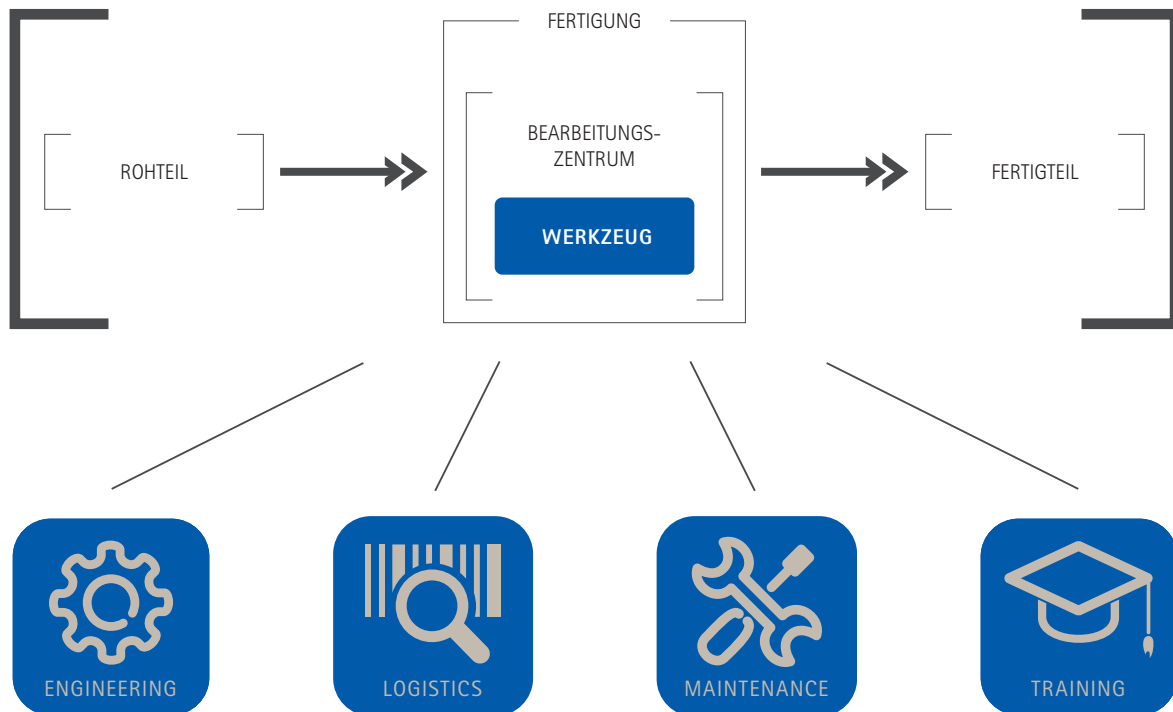 FERTIGUNG
ROHTEIL
BEARBEITUNGS-
ZENTRUM
WERKZEUG
FERTIGTEIL
ENGINEERING
LOGISTICS
MAINTENANCE
TRAINING